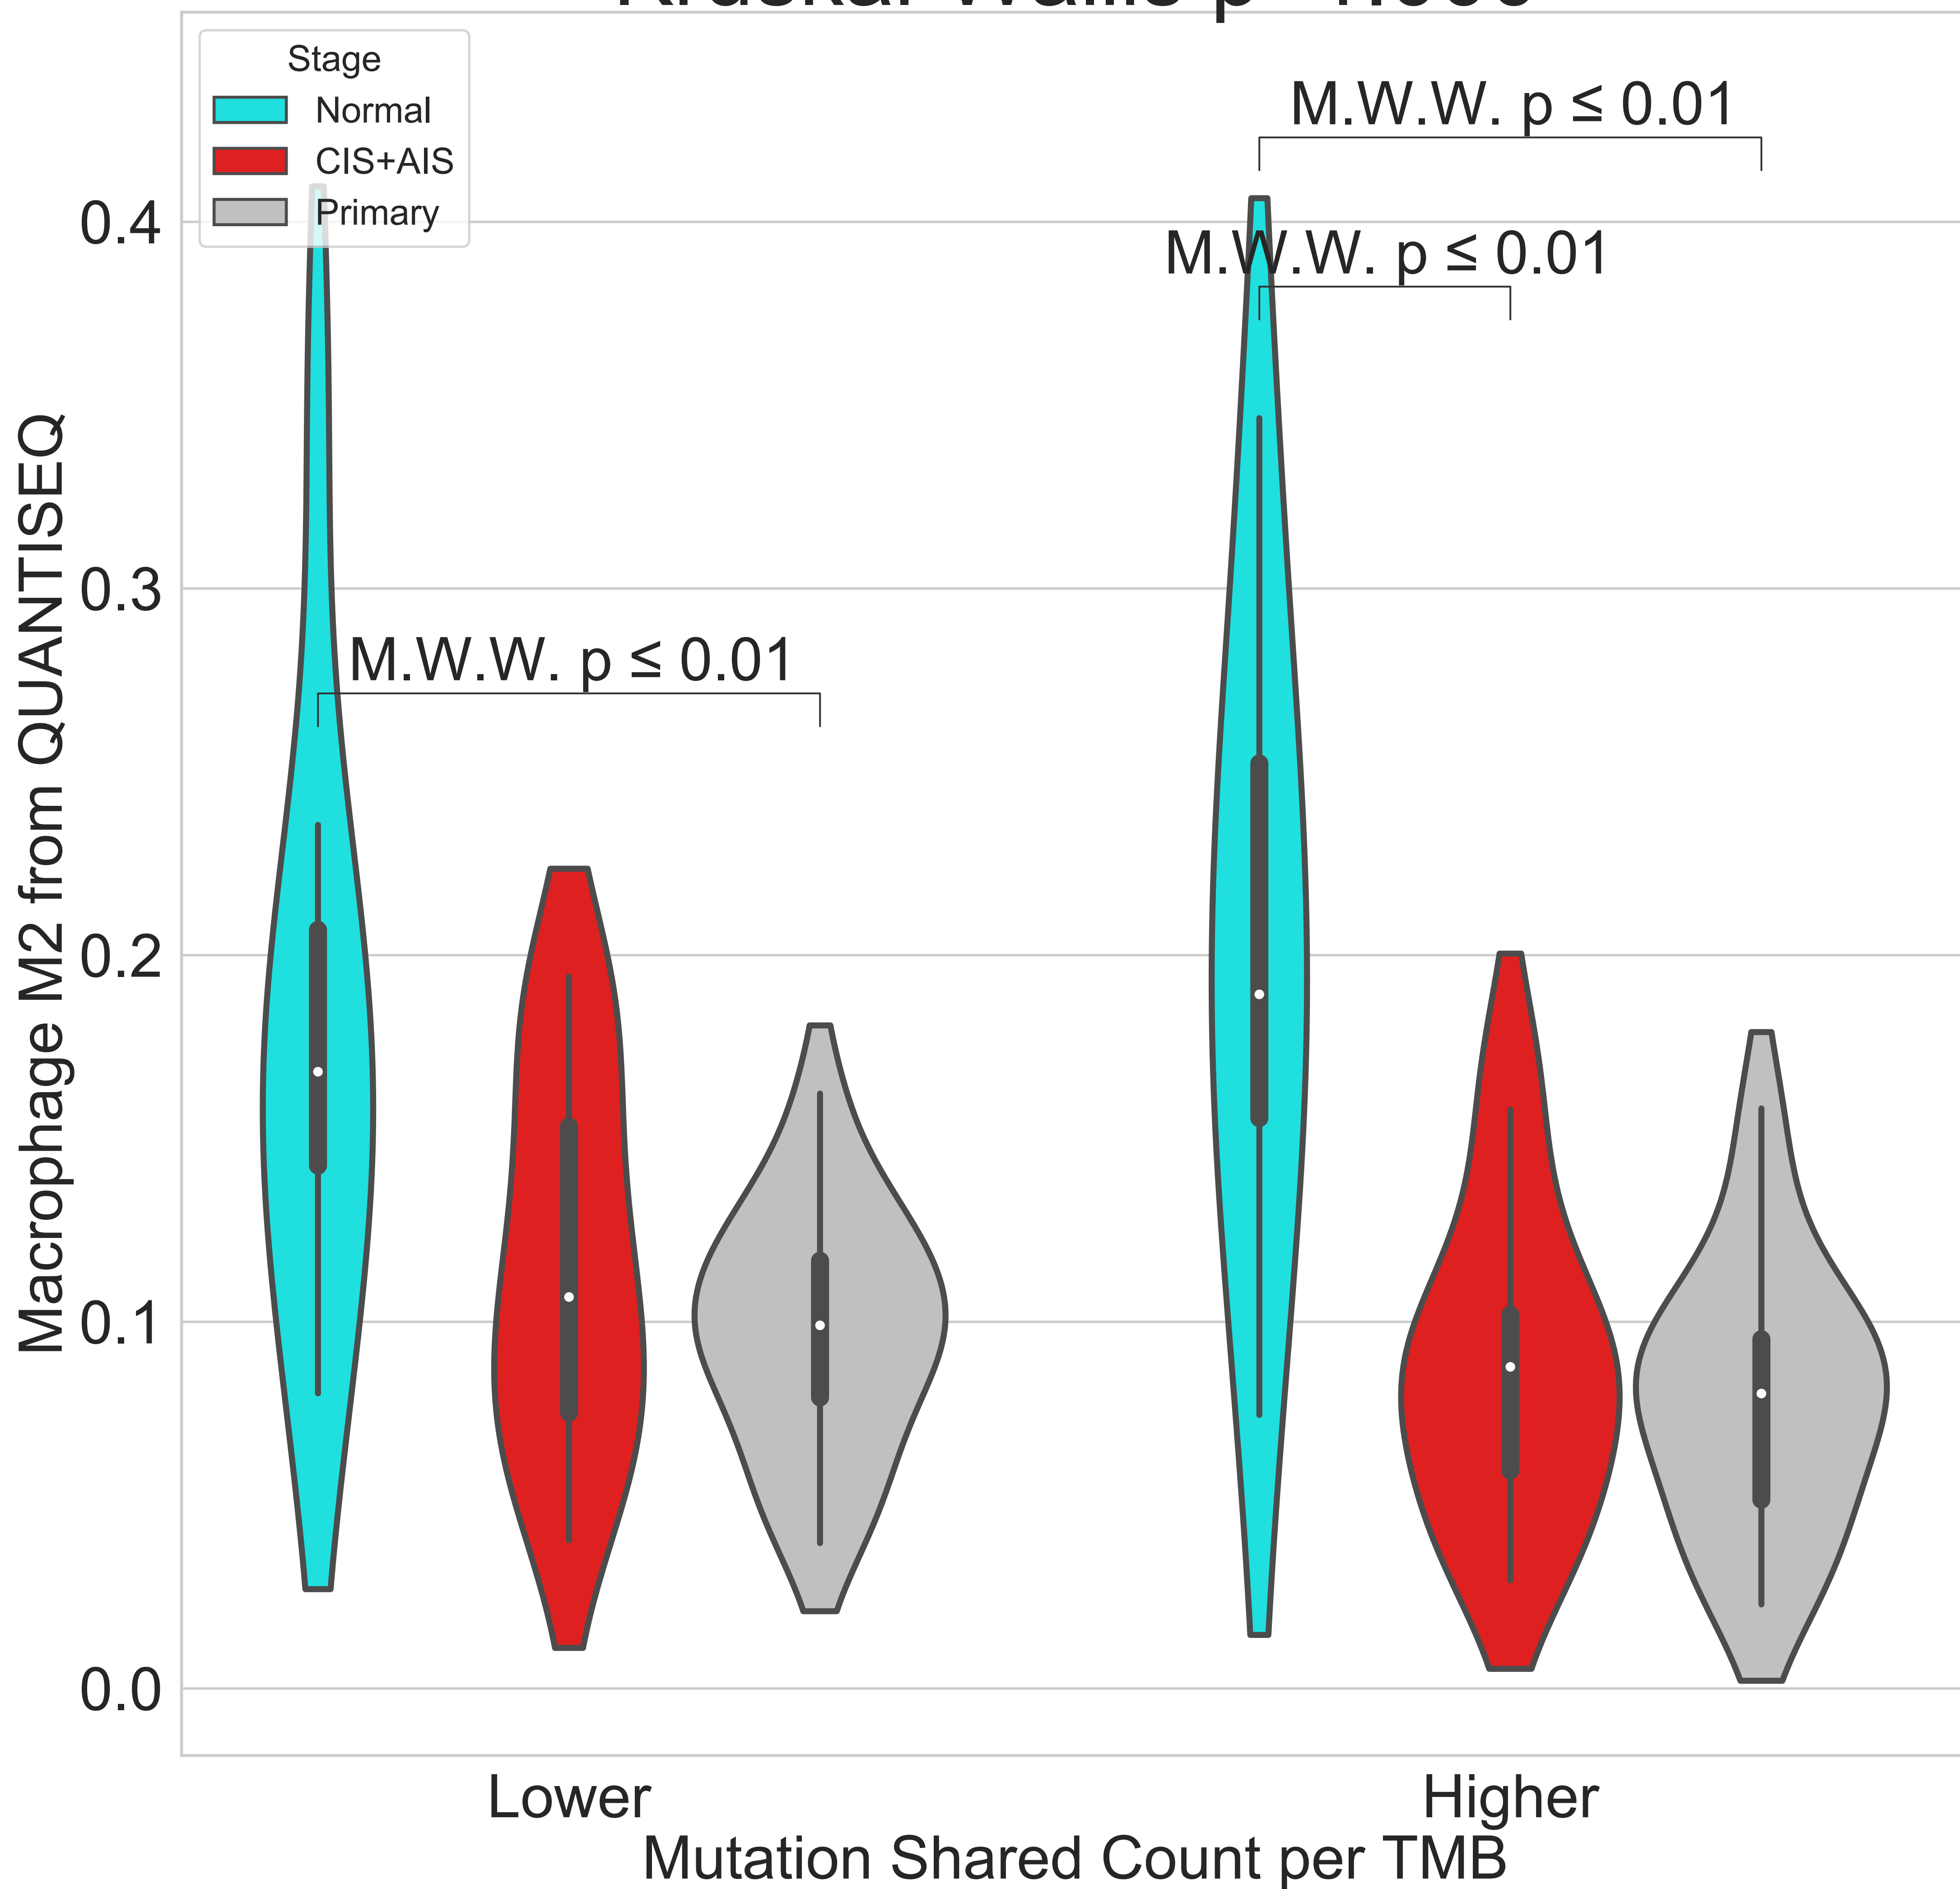 Stage
Normal
CIS+AIS
Primary
M.W.W. p ≤ 0.01
M.W.W. p ≤ 0.01
M.W.W. p ≤ 0.01
0.4
0.3
0.2
0.1
0.0
Macrophage M2 from QUANTISEQ
Lower
Higher
Mutation Shared Count per TMB